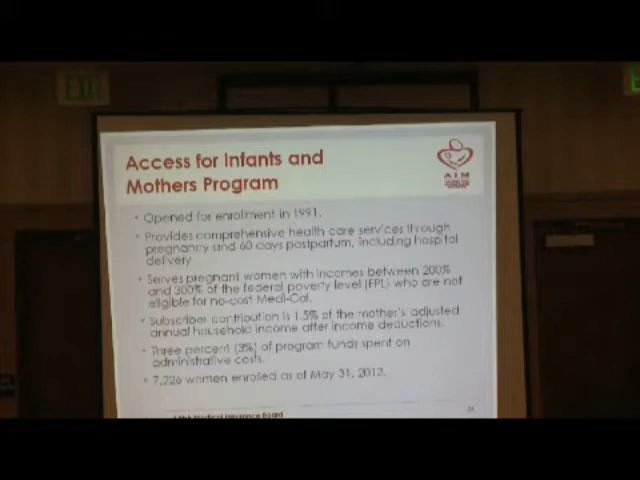 EXIT
Access for Infants and
Mothers Program
AIM
• Opened for enrollment in 1991.
• Provides comprehensive health care services through
pregnancy and 60 days postpartum, including hospital
delivery
• Serves pregnant women with incomes between 200%
and 300% of the federal poverty level (FPL) who are not
eligible for no-cost Medi-Cal.
• Subscriber contribution is 1.5% of the mother's adjusted
annual household income after income deductions.
• Three percent (3%) of program funds spent on
administrative costs.
• 7,226 women enrolled as of May 31, 2012.
Risk Medical Insurance Board